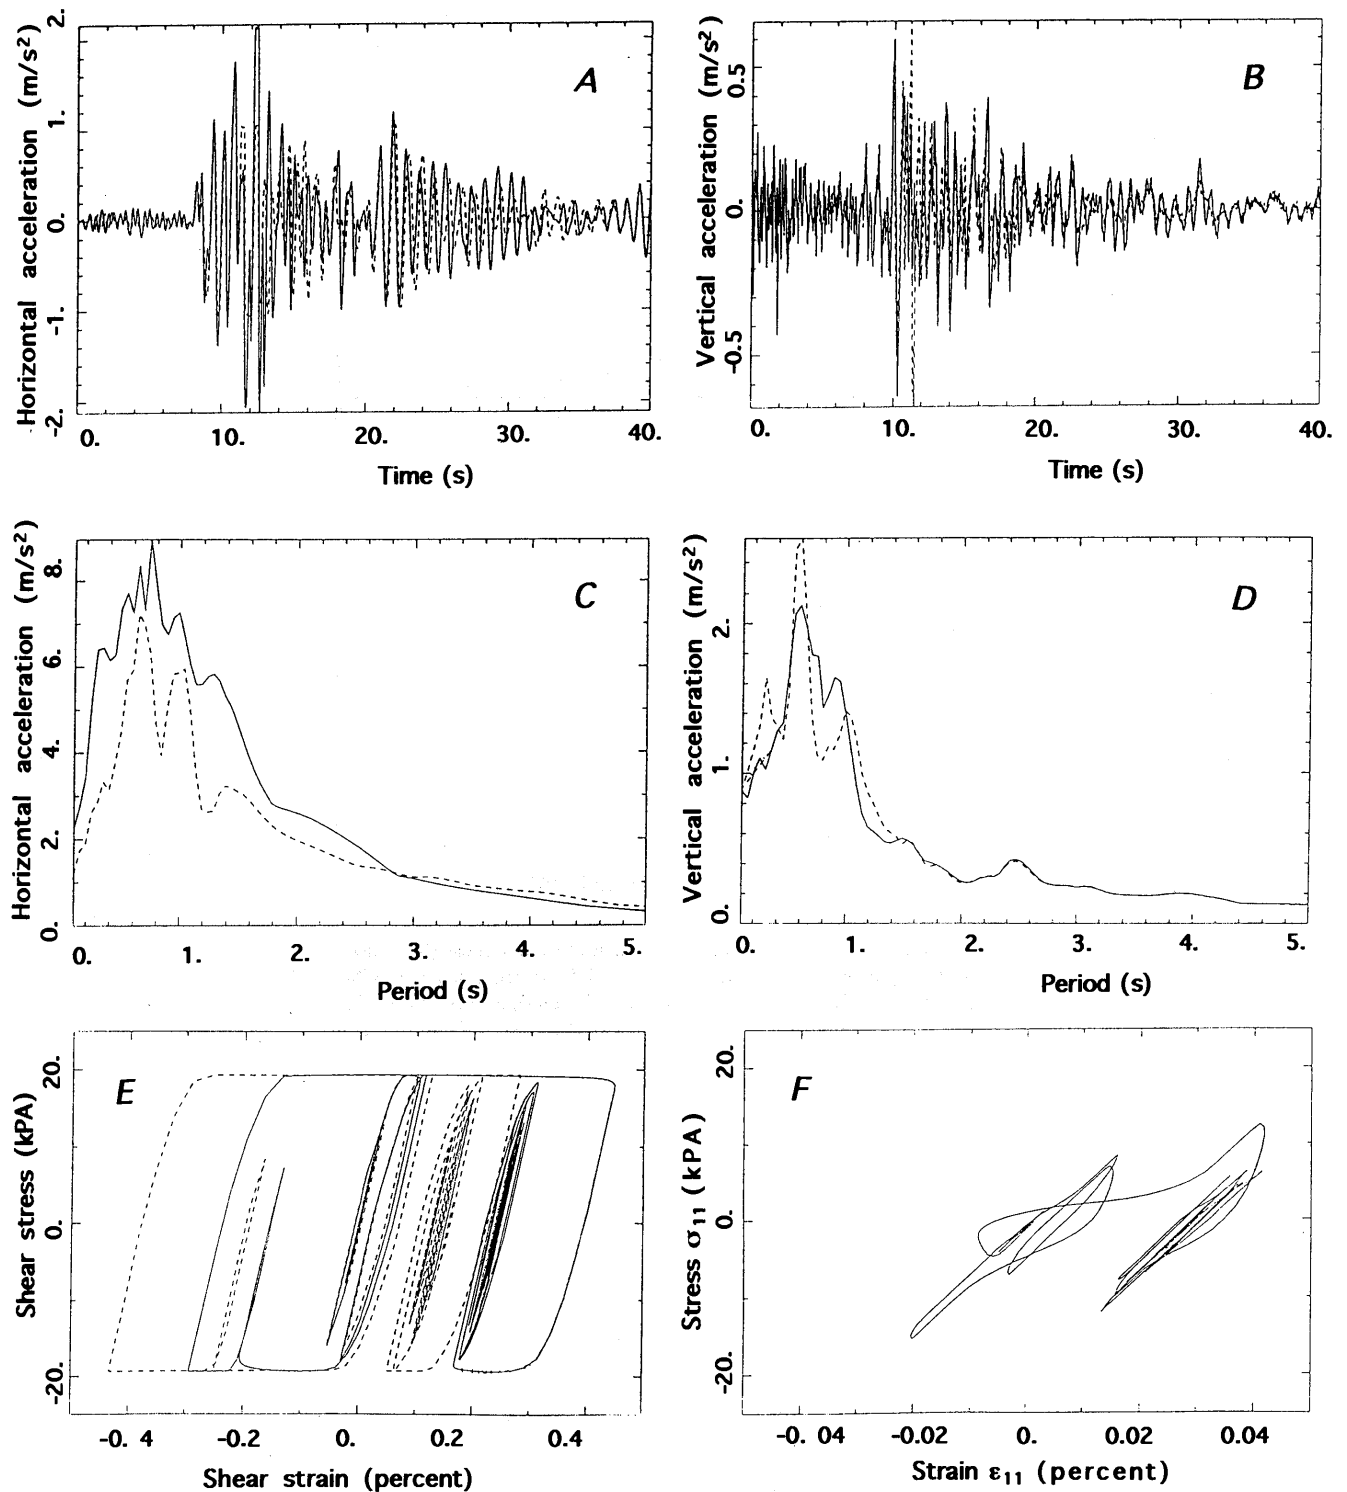 A
Horizontal acceleration (m/s²)
2.
1.
0.
-1.
-2.
0. 10. 20. 30. 40.
Time (s)
B
Vertical acceleration (m/s²)
0.5
0.
-0.5
0. 10. 20. 30. 40.
Time (s)
C
Horizontal acceleration (m/s²)
8.
6.
4.
2.
0.
0. 1. 2. 3. 4. 5.
Period (s)
D
Vertical acceleration (m/s²)
2.
1.
0.
0. 1. 2. 3. 4. 5.
Period (s)
E
Shear stress (kPA)
20.
0.
-20.
-0. 4 -0.2 0. 0.2 0.4
Shear strain (percent)
F
Stress σ₁₁ (kPA)
20.
0.
-20.
-0. 04 -0.02 0. 0.02 0.04
Strain ε₁₁ (percent)